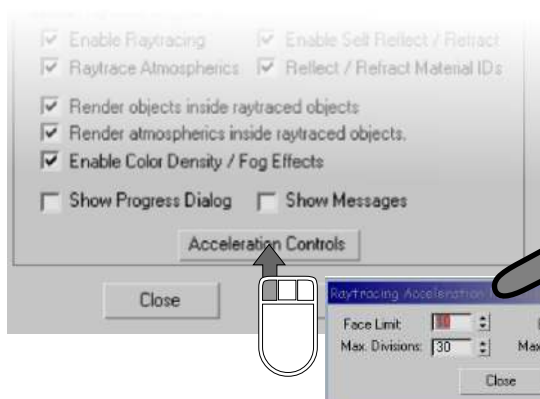 Enable Raytracing Enable Self Reflect / Refract
Raytrace Atmospherics Reflect / Refract Material IDs
Render objects inside raytraced objects
Render atmospherics inside raytraced objects.
Enable Color Density / Fog Effects
Show Progress Dialog Show Messages
Acceleration Controls
Close
Raytracing Acceleration
Face Limit:
Max. Divisions: 30 Max
Close